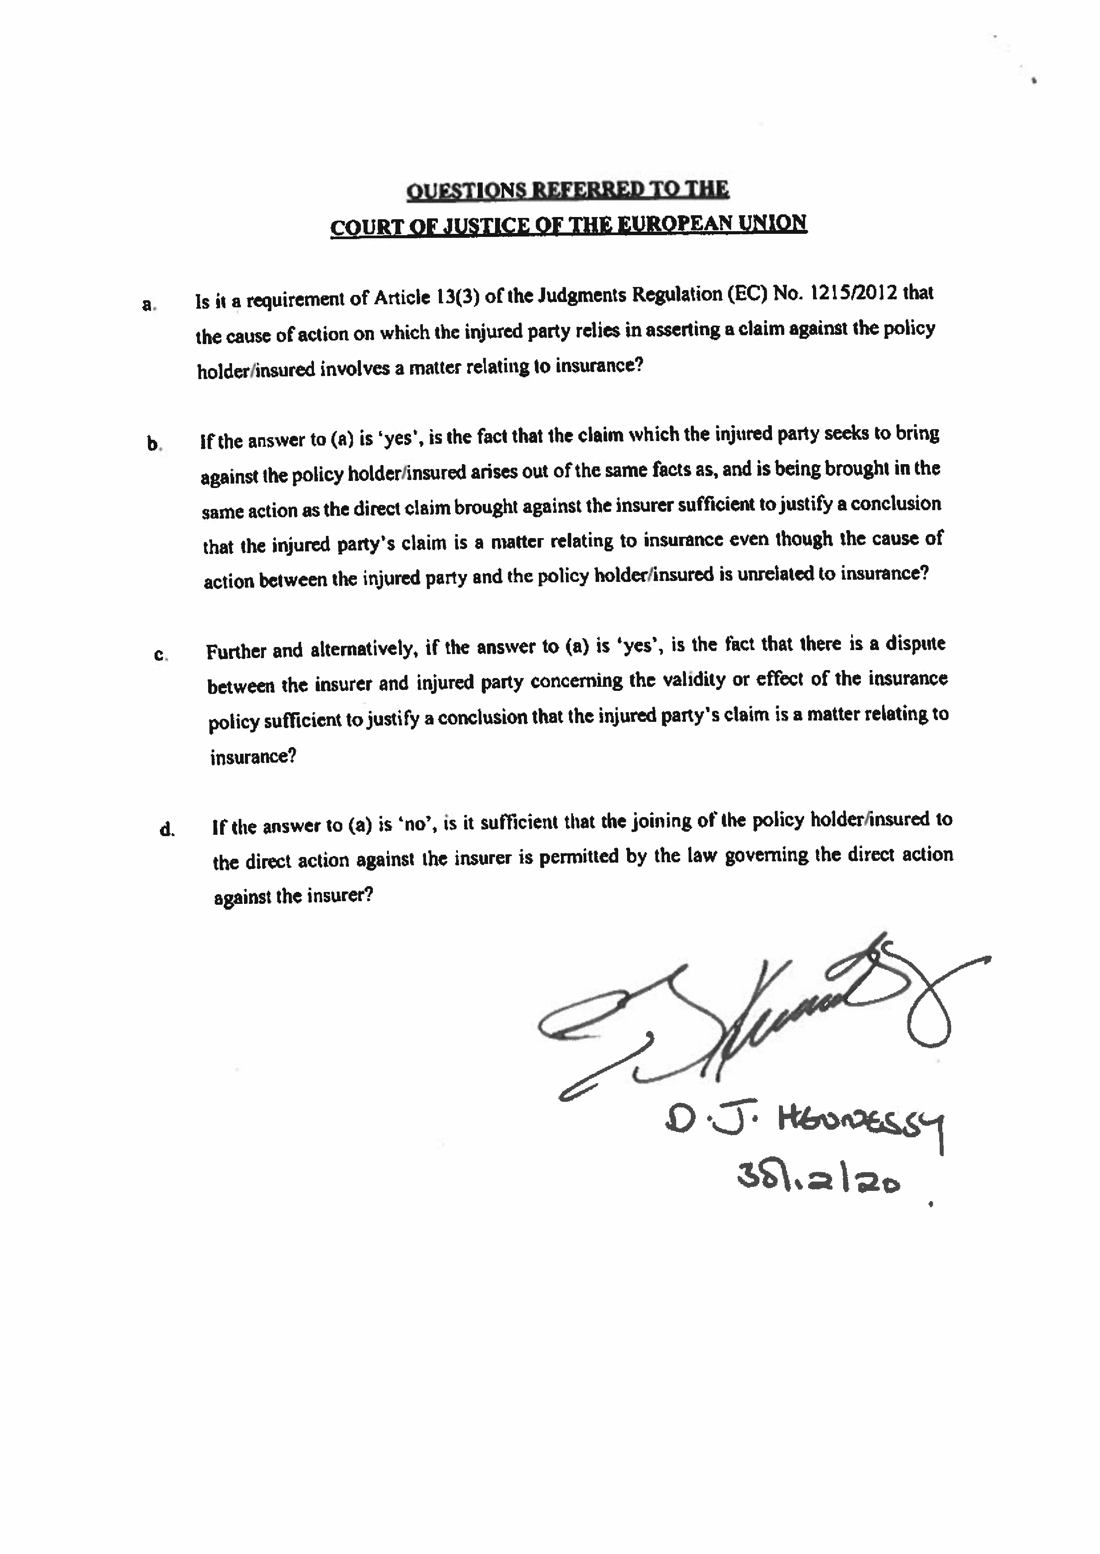 QUESTIONS REFERRED TO THE
COURT OF JUSTICE OF THE EUROPEAN UNION
a. Is it a requirement of Article 13(3) of the Judgments Regulation (EC) No. 1215/2012 that
the cause of action on which the injured party relies in asserting a claim against the policy
holder/insured involves a matter relating to insurance?
b. If the answer to (a) is ‘yes’, is the fact that the claim which the injured party seeks to bring
against the policy holder/insured arises out of the same facts as, and is being brought in the
same action as the direct claim brought against the insurer sufficient to justify a conclusion
that the injured party's claim is a matter relating to insurance even though the cause of
action between the injured party and the policy holder/insured is unrelated to insurance?
c. Further and alternatively, if the answer to (a) is ‘yes’, is the fact that there is a dispute
between the insurer and injured party concerning the validity or effect of the insurance
policy sufficient to justify a conclusion that the injured party's claim is a matter relating to
insurance?
d. If the answer to (a) is ‘no’, is it sufficient that the joining of the policy holder/insured to
the direct action against the insurer is permitted by the law governing the direct action
against the insurer?
D.J. HENNESSY